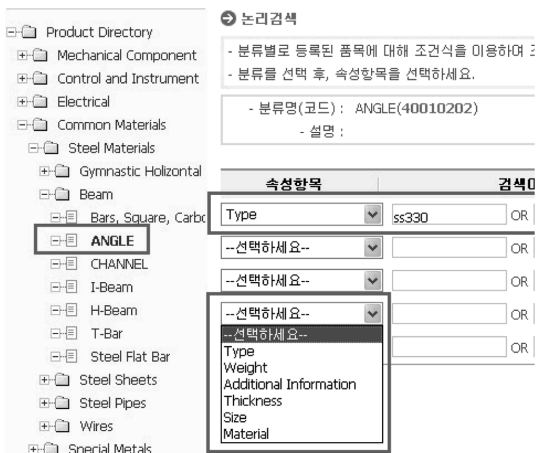 Product Directory
Mechanical Component
Control and Instrument
Electrical
Common Materials
Steel Materials
Gymnastic Holizontal
Beam
Bars, Square, Carbo
ANGLE
CHANNEL
I-Beam
H-Beam
T-Bar
Steel Flat Bar
Steel Sheets
Steel Pipes
Wires
Special Metals
논리검색
- 분류별로 등록된 품목에 대해 조건식을 이용하여
- 분류를 선택 후, 속성항목을 선택하세요.
- 분류명(코드) : ANGLE(40010202)
- 설명 :
속성항목 검색
Type ss330 OR
--선택하세요-- OR
--선택하세요-- OR
--선택하세요-- OR
--선택하세요-- OR
Type
Weight
Additional Information
Thickness
Size
Material